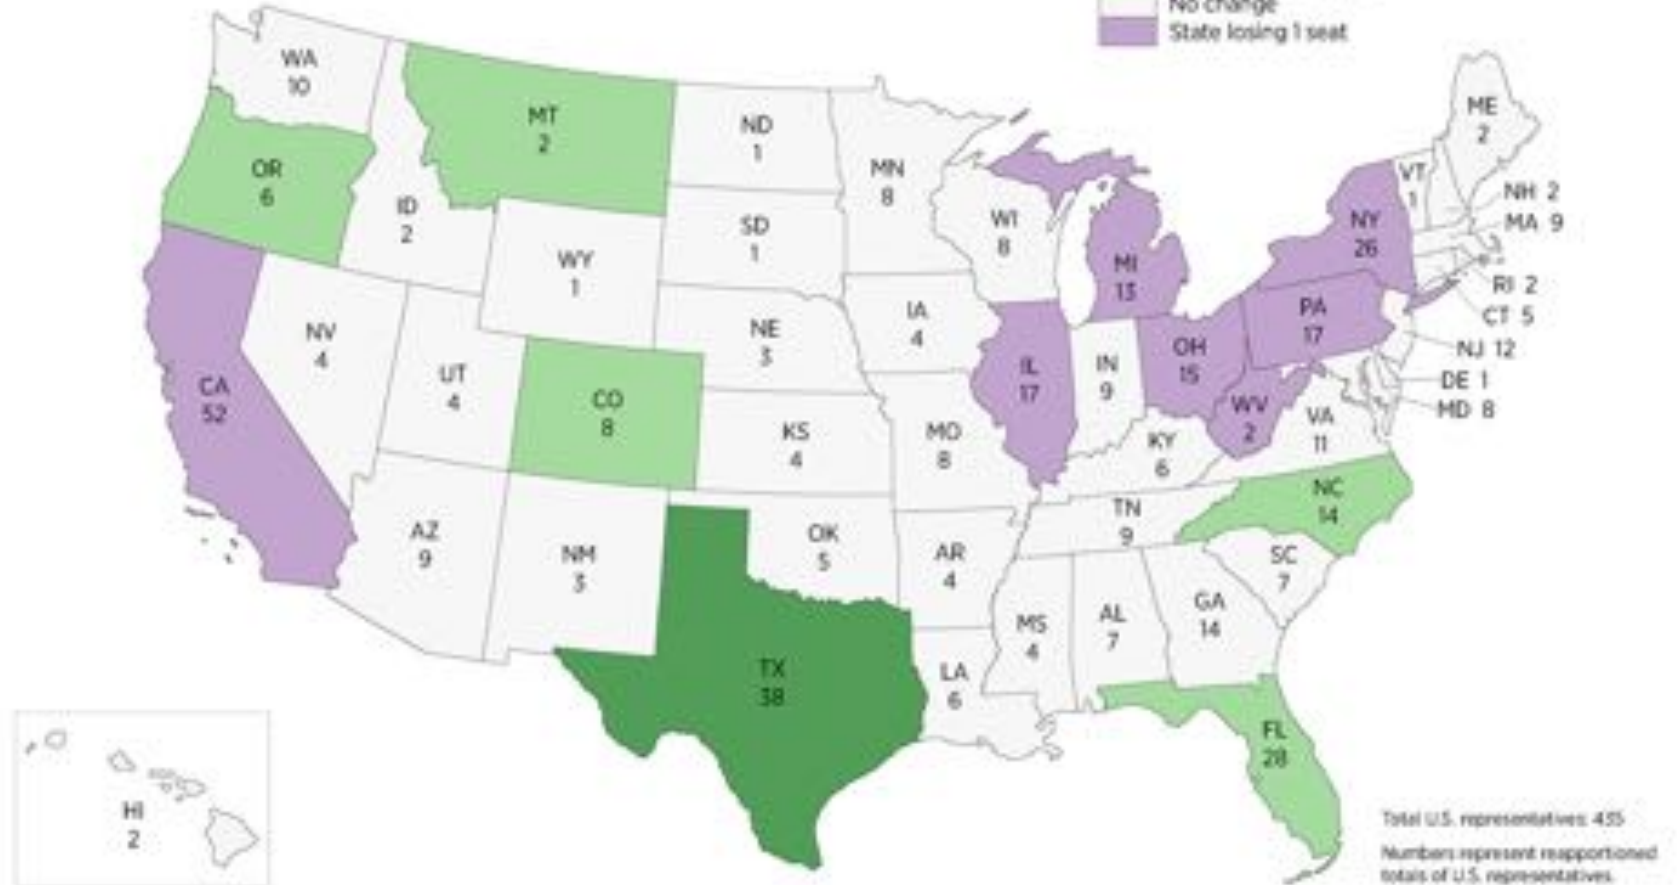 No change
State losing 1 seat
WA
10
MT
2
ND
1
MN
8
ME
2
OR
6
ID
2
SD
1
WI
8
VT
1
NH 2
MA 9
NY
26
WY
1
MI
13
RI 2
CT 5
NV
4
NE
3
IA
4
PA
17
NJ 12
CA
52
UT
4
CO
8
IL
17
IN
9
OH
15
DE 1
MD 8
WV
2
VA
11
KS
4
MO
8
KY
6
AZ
9
NM
3
OK
5
AR
4
TN
9
NC
14
SC
7
TX
38
MS
4
AL
7
GA
14
LA
6
FL
28
HI
2
Total U.S. representatives: 435
Numbers represent reapportioned
totals of U.S. representatives.